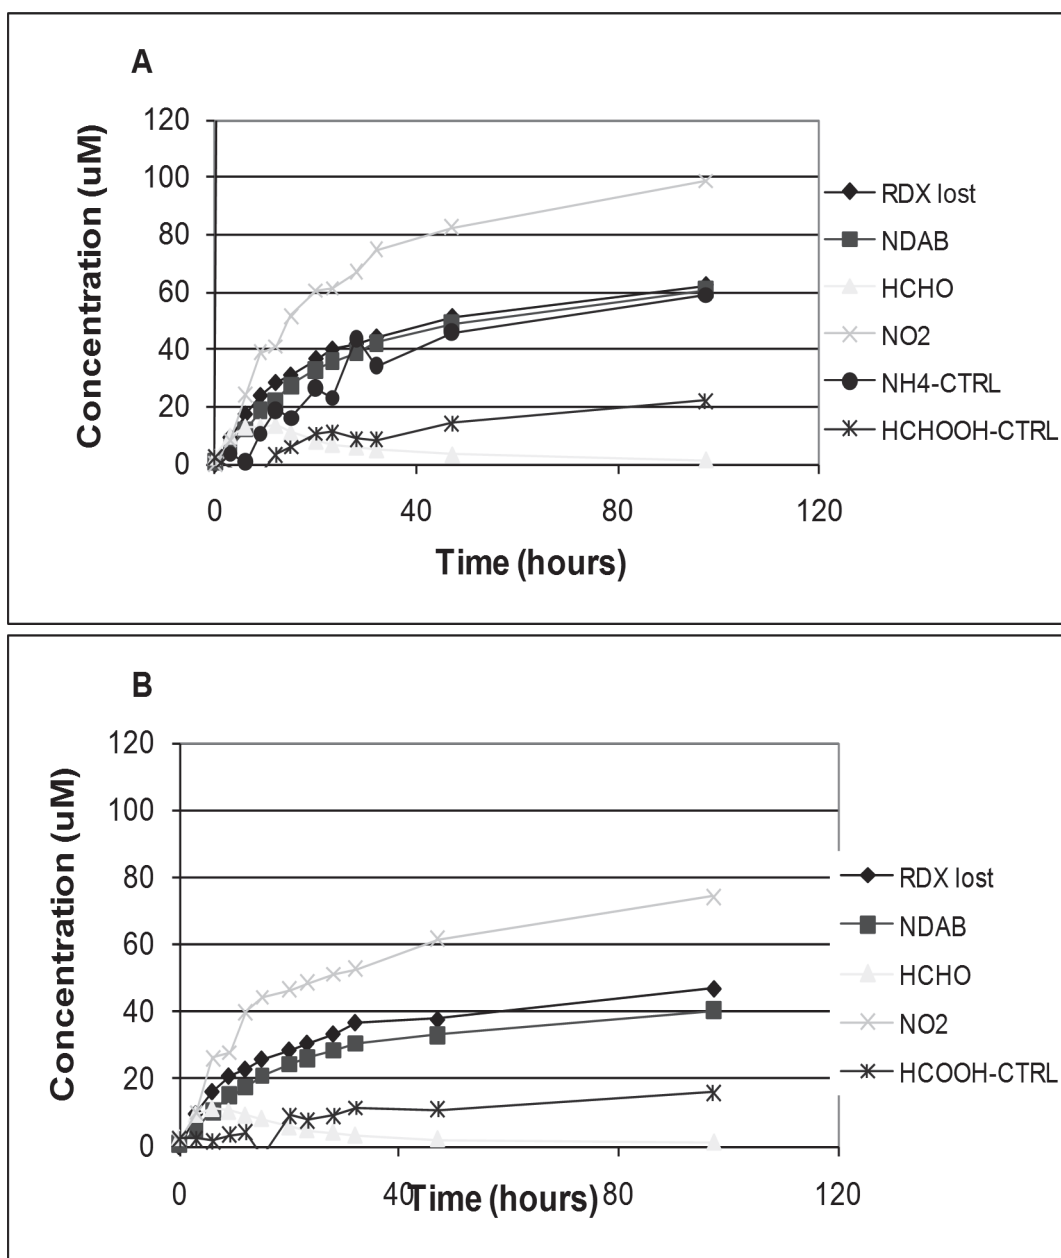 A
Concentration (uM)
120
100
80
60
40
20
0
0
40
80
120
Time (hours)
RDX lost
NDAB
HCHO
NO2
NH4-CTRL
HCHOOH-CTRL
B
Concentration (uM)
120
100
80
60
40
20
0
0
40
80
120
Time (hours)
RDX lost
NDAB
HCHO
NO2
HCOOH-CTRL